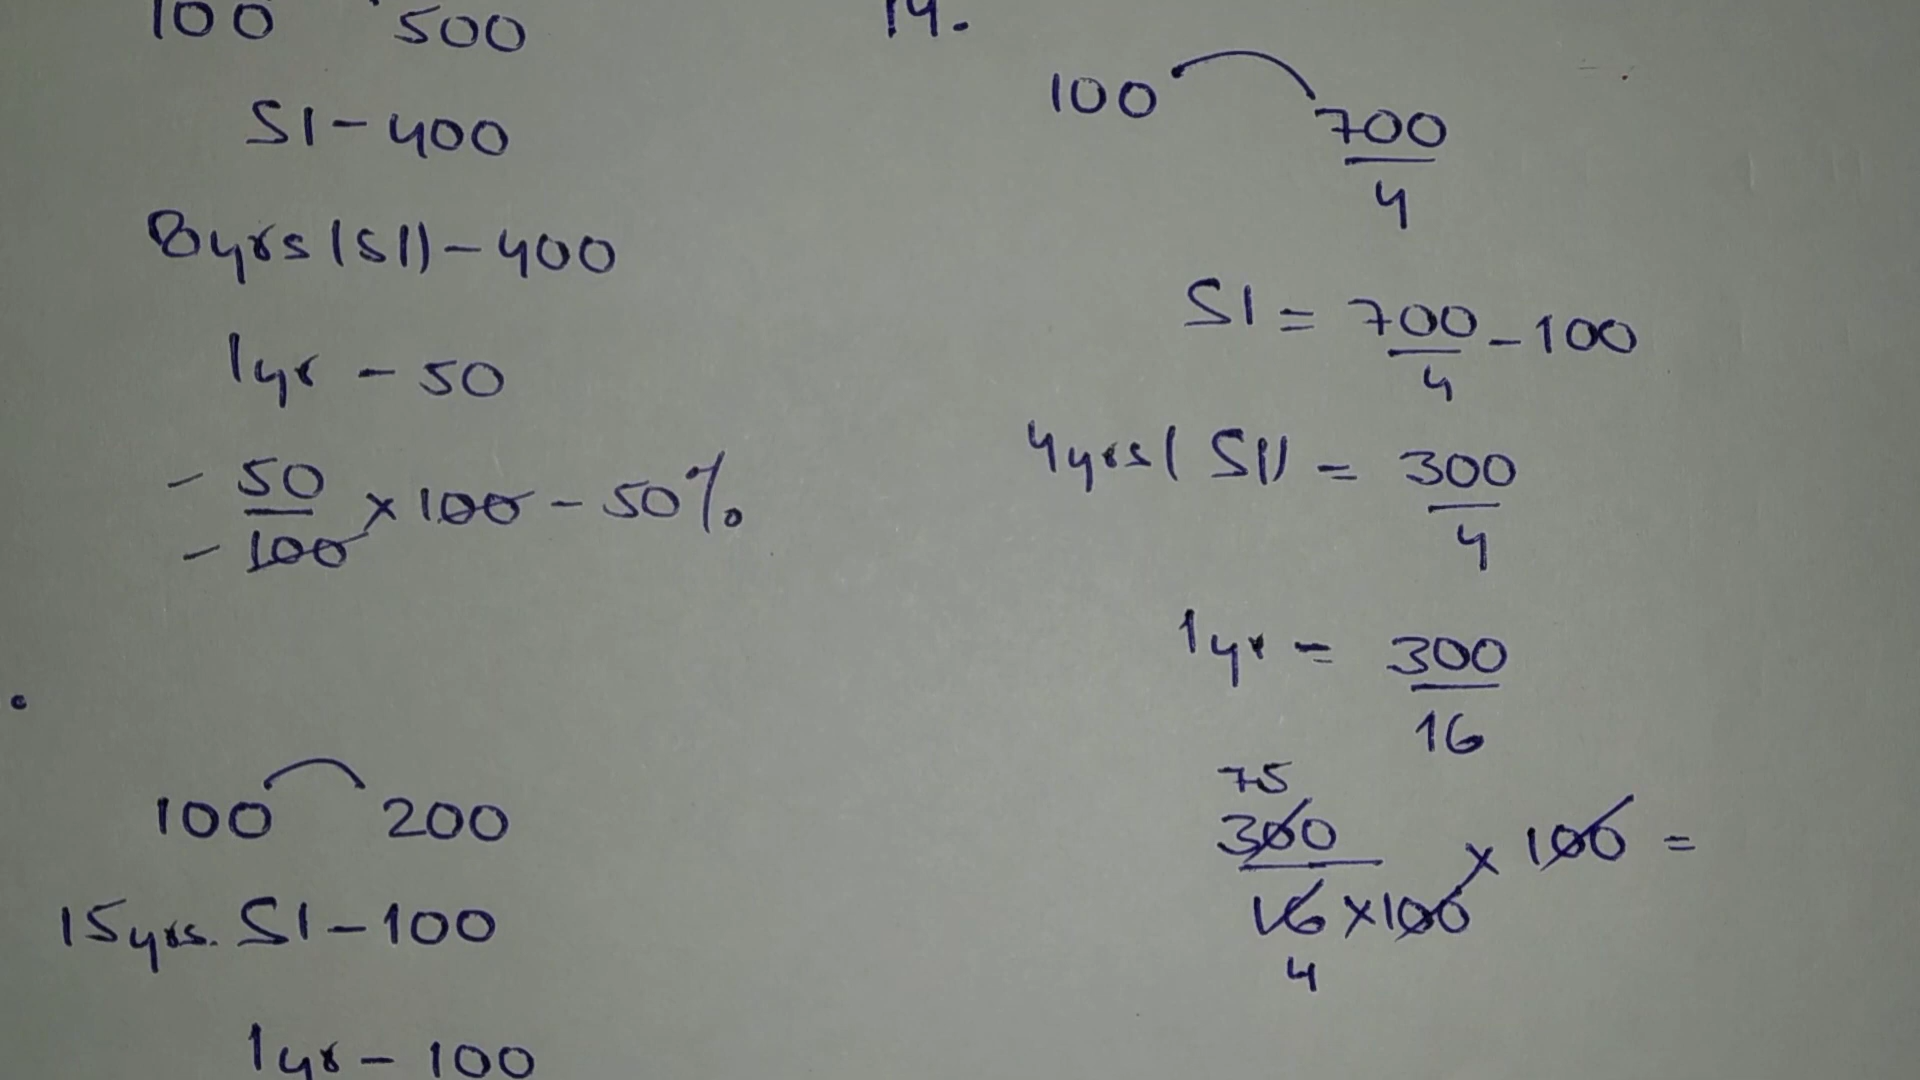 100 500
SI - 400
8yrs (SI) - 400
1yr - 50
- 50
- 100 × 100 - 50%
100 200
15yrs. SI - 100
1yr - 100
14.
100 700
4
SI = 700 - 100
4
4yrs (SI) = 300
4
1yr = 300
16
75
300 × 100 =
16 × 100
4